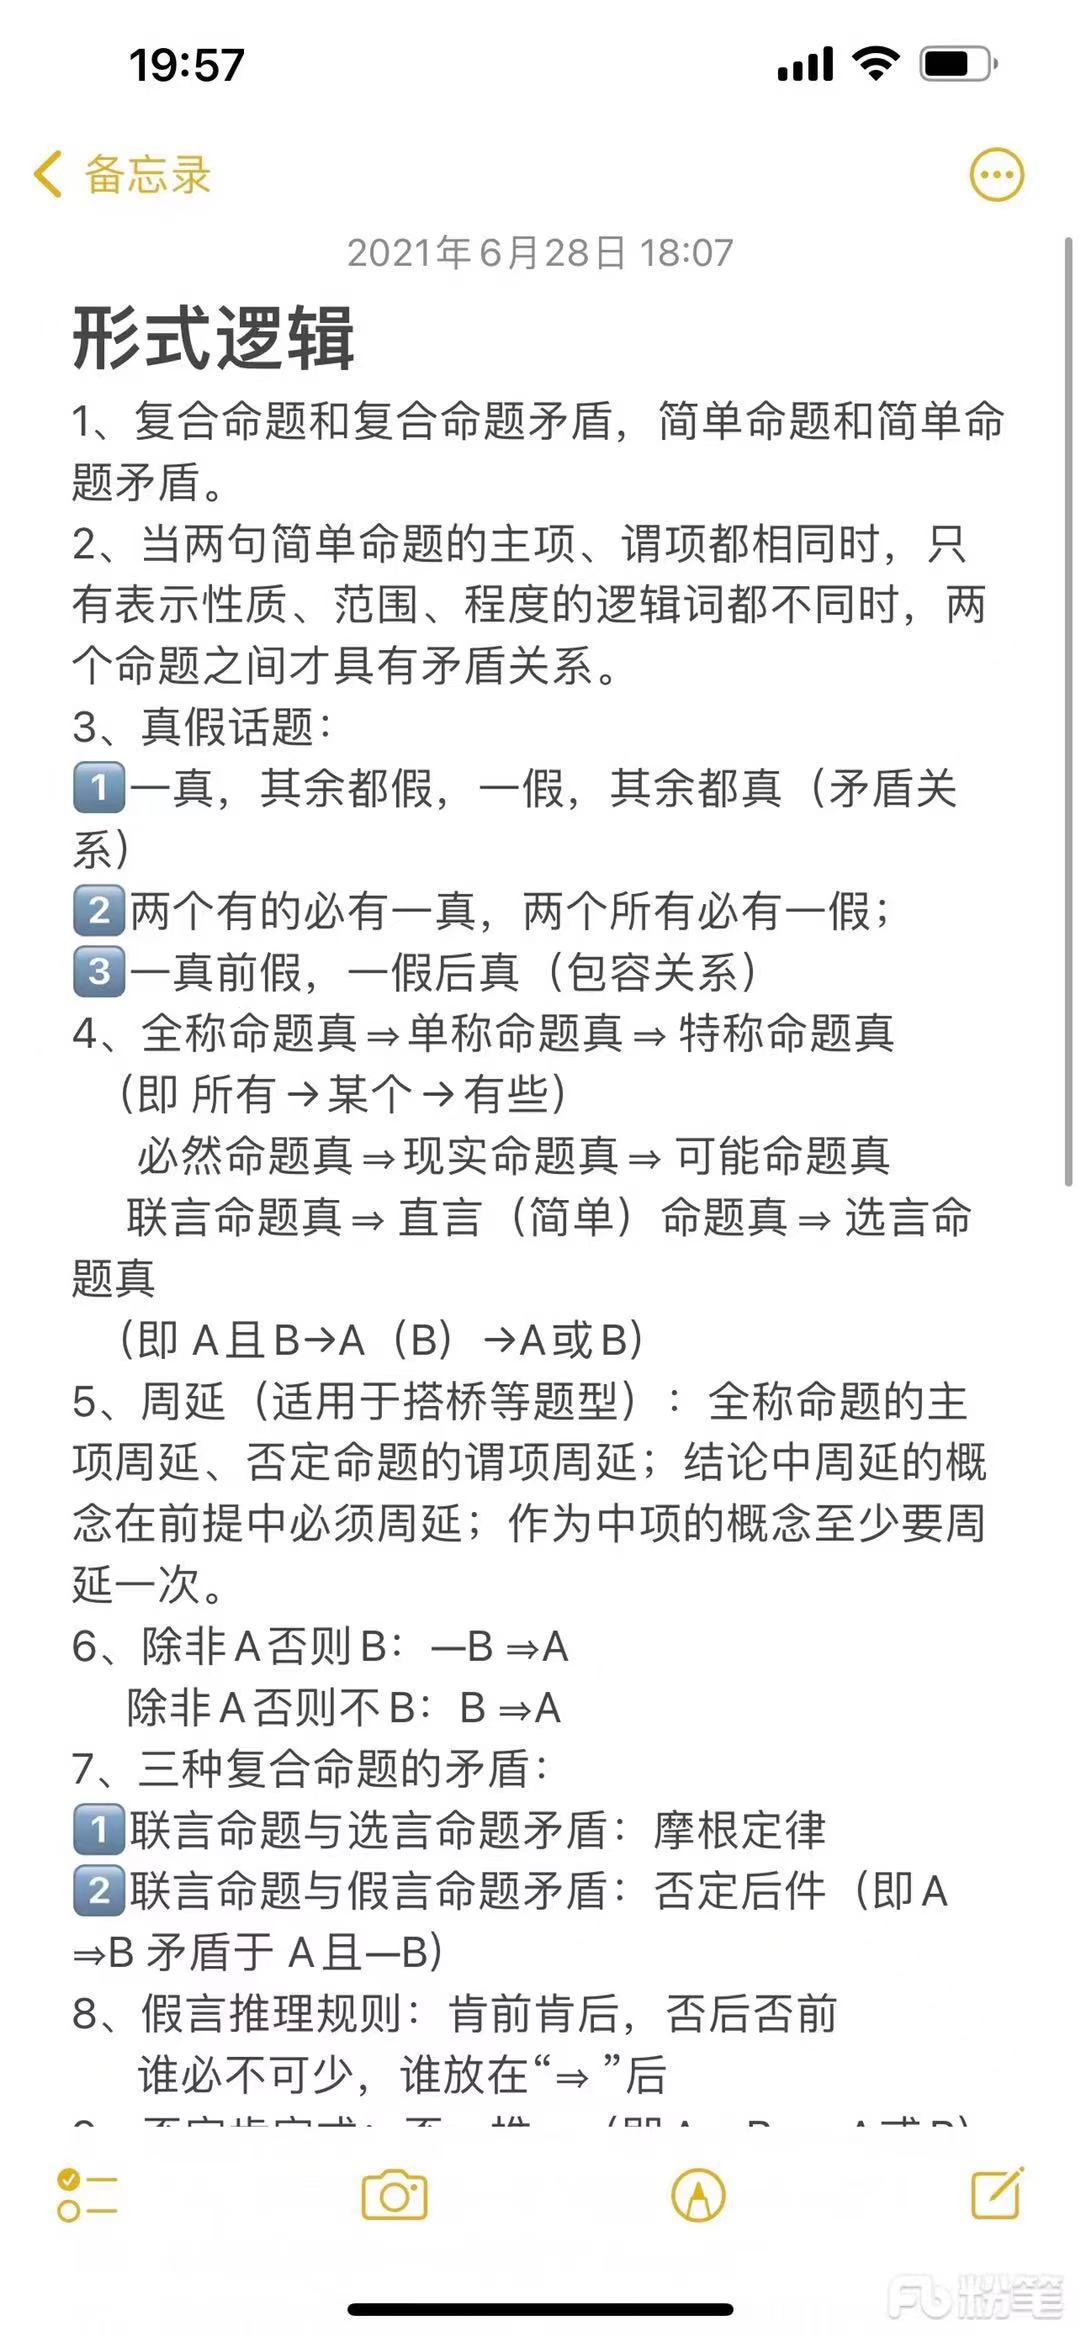 19:57
备忘录
2021年6月28日 18:07
形式逻辑
1、复合命题和复合命题矛盾，简单命题和简单命
题矛盾。
2、当两句简单命题的主项、谓项都相同时，只
有表示性质、范围、程度的逻辑词都不同时，两
个命题之间才具有矛盾关系。
3、真假话题：
1️⃣一真，其余都假，一假，其余都真（矛盾关
系）
2️⃣两个有的必有一真，两个所有必有一假；
3️⃣一真前假，一假后真（包容关系）
4、全称命题真⇒单称命题真⇒ 特称命题真
（即 所有→某个→有些）
必然命题真⇒现实命题真⇒ 可能命题真
联言命题真⇒ 直言（简单）命题真⇒ 选言命
题真
（即 A且B→A（B）→A或B）
5、周延（适用于搭桥等题型）：全称命题的主
项周延、否定命题的谓项周延；结论中周延的概
念在前提中必须周延；作为中项的概念至少要周
延一次。
6、除非A否则B：—B ⇒A
除非A否则不B：B ⇒A
7、三种复合命题的矛盾：
1️⃣联言命题与选言命题矛盾：摩根定律
2️⃣联言命题与假言命题矛盾：否定后件（即A
⇒B 矛盾于 A且—B）
8、假言推理规则：肯前肯后，否后否前
谁必不可少，谁放在“⇒ ”后
粉笔